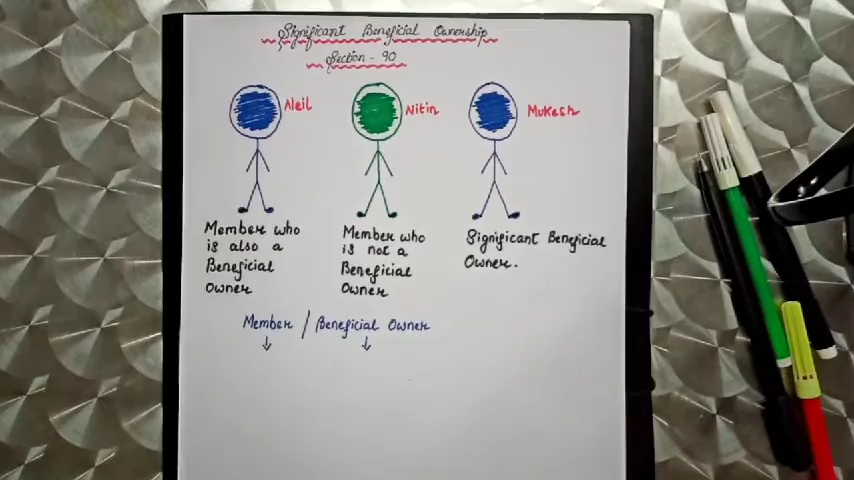 Significant Beneficial Ownership
Section - 90
Neil
Nitin
Mukesh
Member who
is also a
Beneficial
Owner
Member who
is not a
Beneficial
Owner
Significant Beneficial
Owner.
Member / Beneficial Owner
↓ ↓